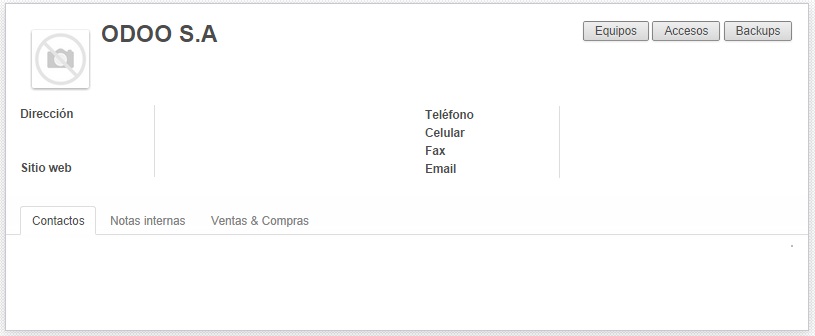 ODOO S.A
Equipos Accesos Backups
Dirección
Sitio web
Teléfono
Celular
Fax
Email
Contactos Notas internas Ventas & Compras